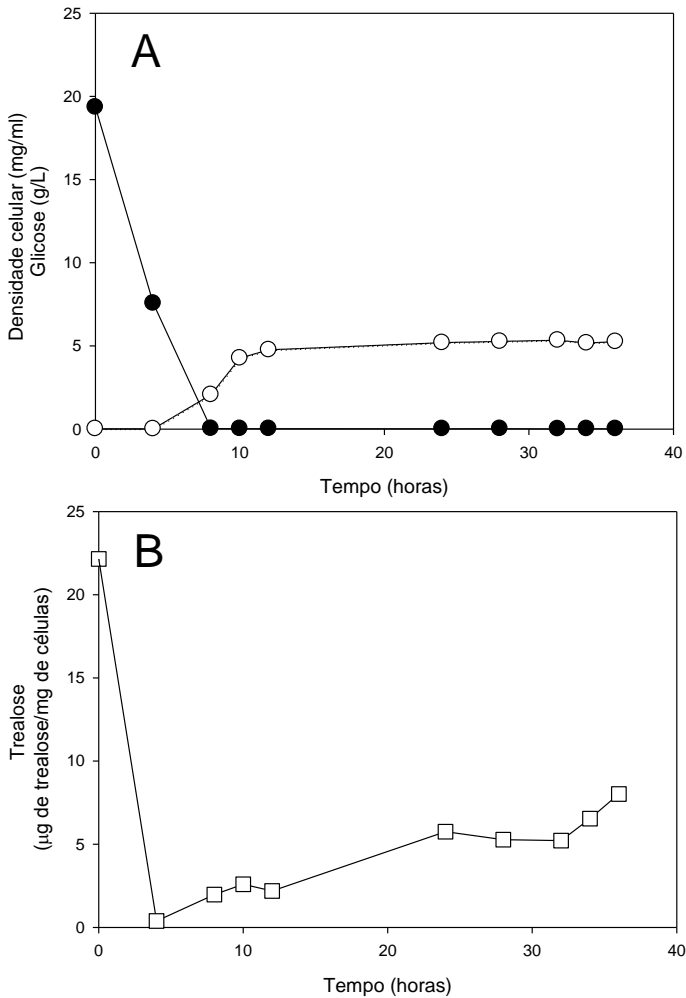 A
25
20
15
10
5
0
0
10
20
30
40
Densidade celular (mg/ml)
Glicose (g/L)
Tempo (horas)
B
25
20
15
10
5
0
0
10
20
30
40
Trealose
(μg de trealose/mg de células)
Tempo (horas)